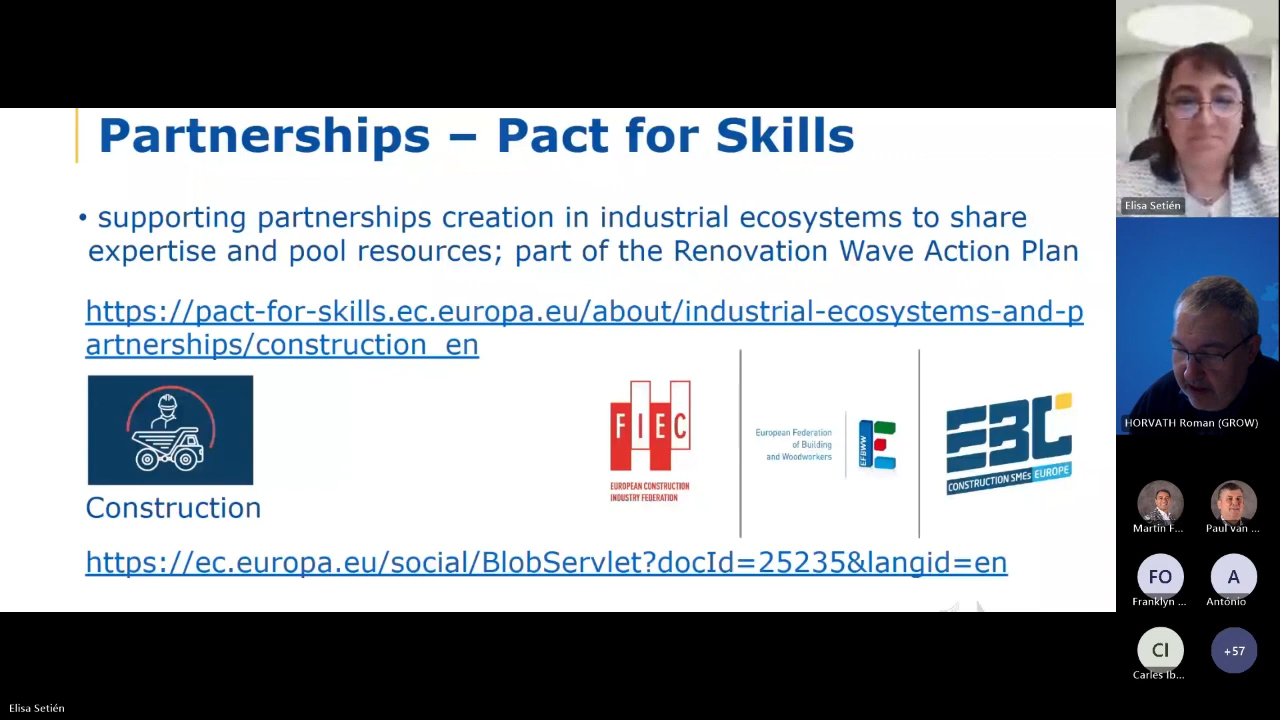 Partnerships – Pact for Skills
• supporting partnerships creation in industrial ecosystems to share
expertise and pool resources; part of the Renovation Wave Action Plan
https://pact-for-skills.ec.europa.eu/about/industrial-ecosystems-and-p
artnerships/construction_en
FIEC
EUROPEAN CONSTRUCTION
INDUSTRY FEDERATION
European Federation
of Building
and Woodworkers
EFBWW
EBC
CONSTRUCTION SMEs EUROPE
Construction
https://ec.europa.eu/social/BlobServlet?docId=25235&langid=en
Elisa Setién
HORVATH Roman (GROW)
Martin F...
Paul van ...
FO
Franklyn ...
A
António
CI
Carles Ib...
+57
Elisa Setién